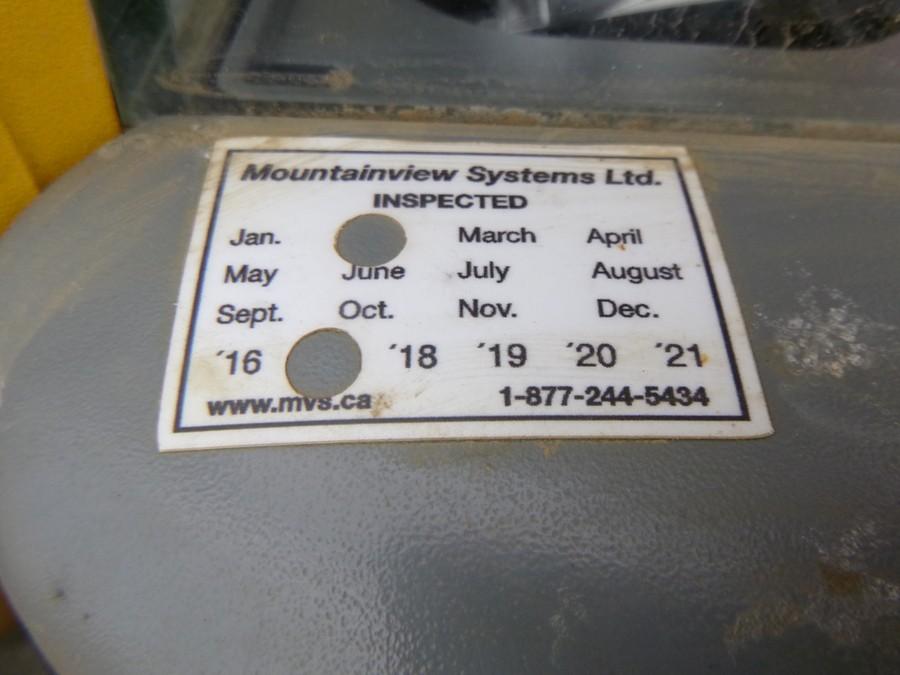 Mountainview Systems Ltd.
INSPECTED
Jan. March April
May June July August
Sept. Oct. Nov. Dec.
´16 ´18 ´19 ´20 ´21
www.mvs.ca 1-877-244-5434